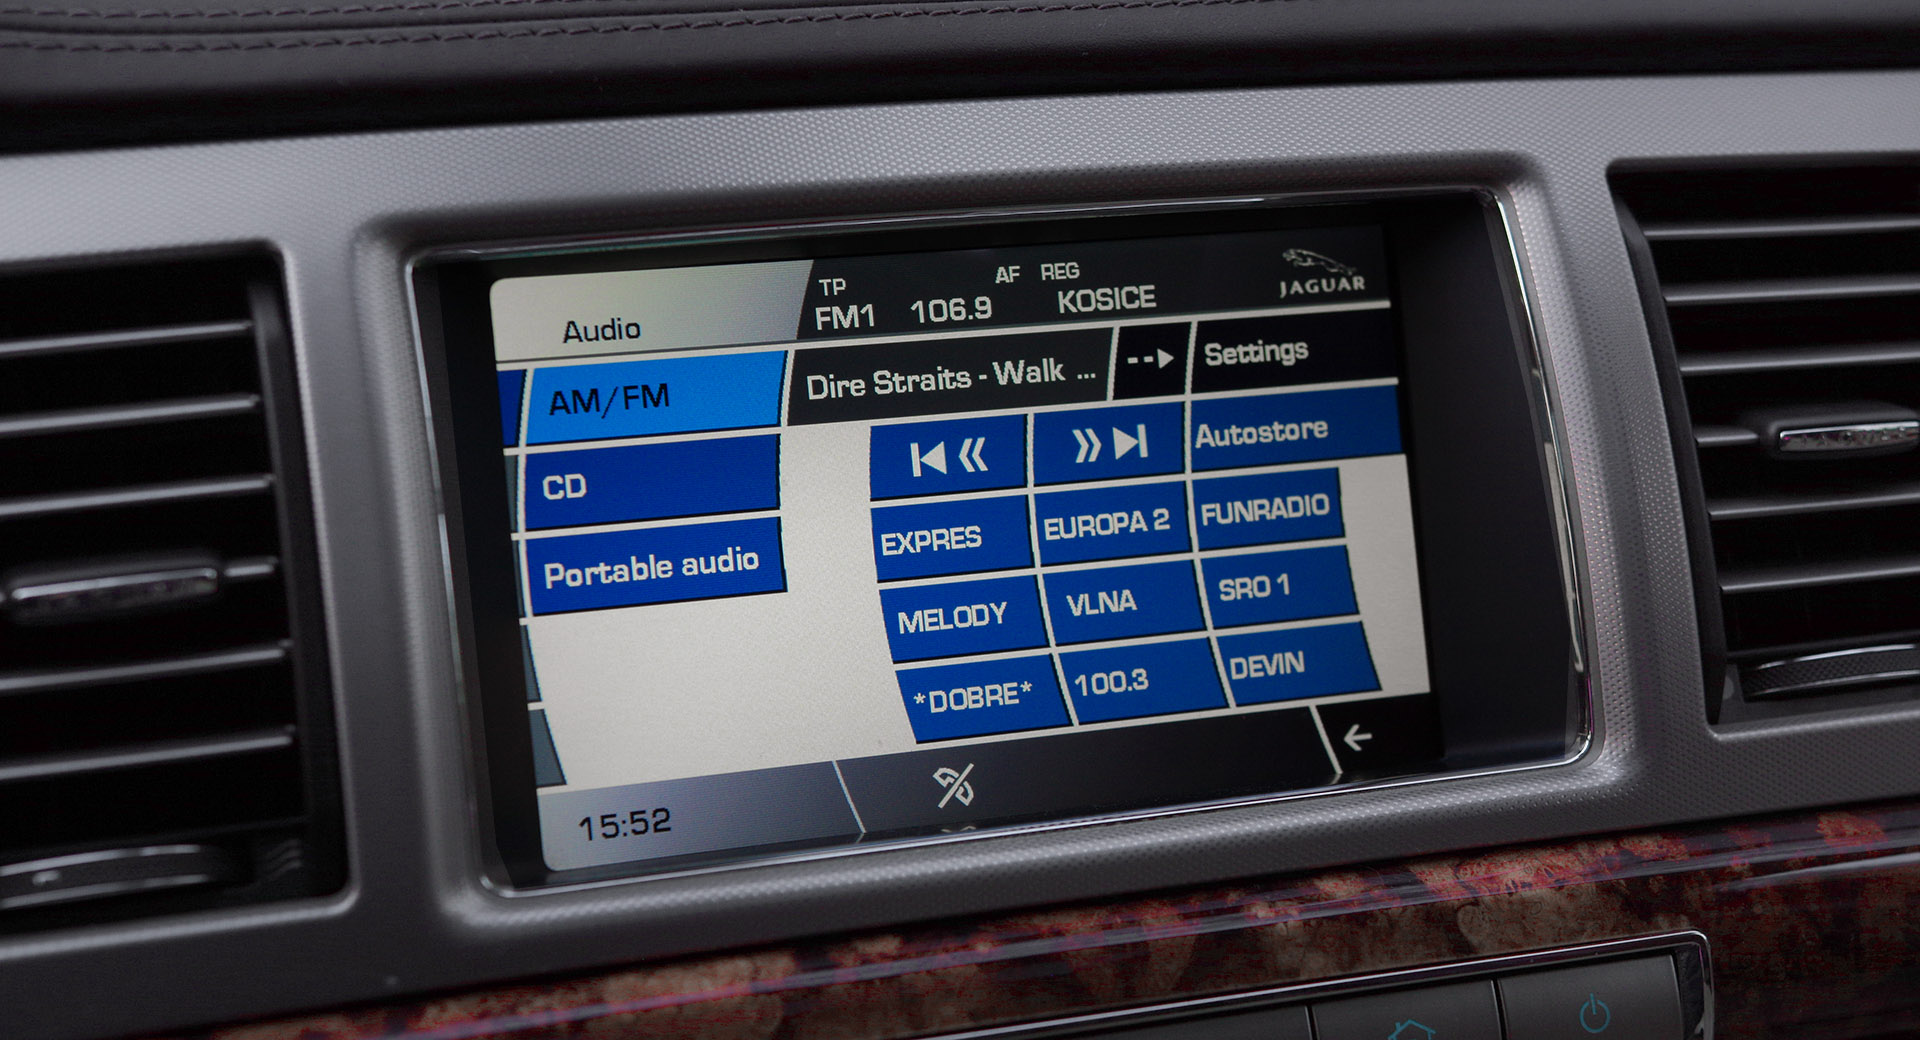 Audio
TP AF REG
FM1 106.9 KOSICE
JAGUAR
AM/FM
Dire Straits - Walk ...
Settings
CD
Autostore
Portable audio
EXPRES EUROPA 2 FUNRADIO
MELODY VLNA SRO 1
*DOBRE* 100.3 DEVIN
15:52